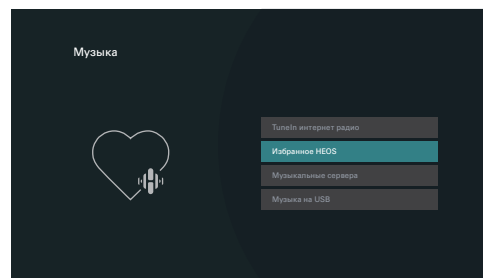 Музыка
TuneIn интернет радио
Избранное HEOS
Музыкальные сервера
Музыка на USB